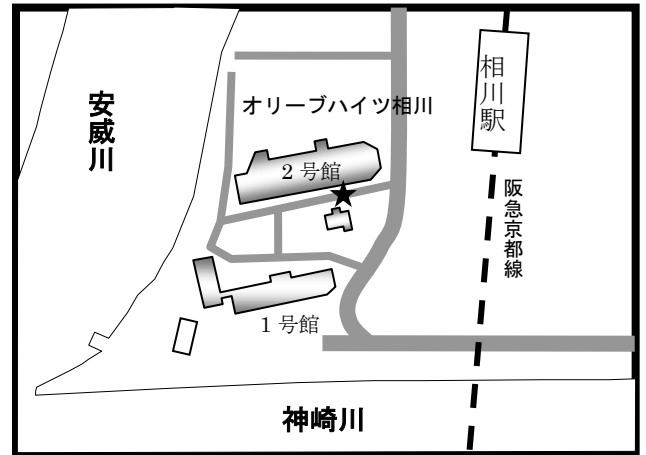 安威川
オリーブハイツ相川
相川駅
2 号館
阪急京都線
1 号館
神崎川